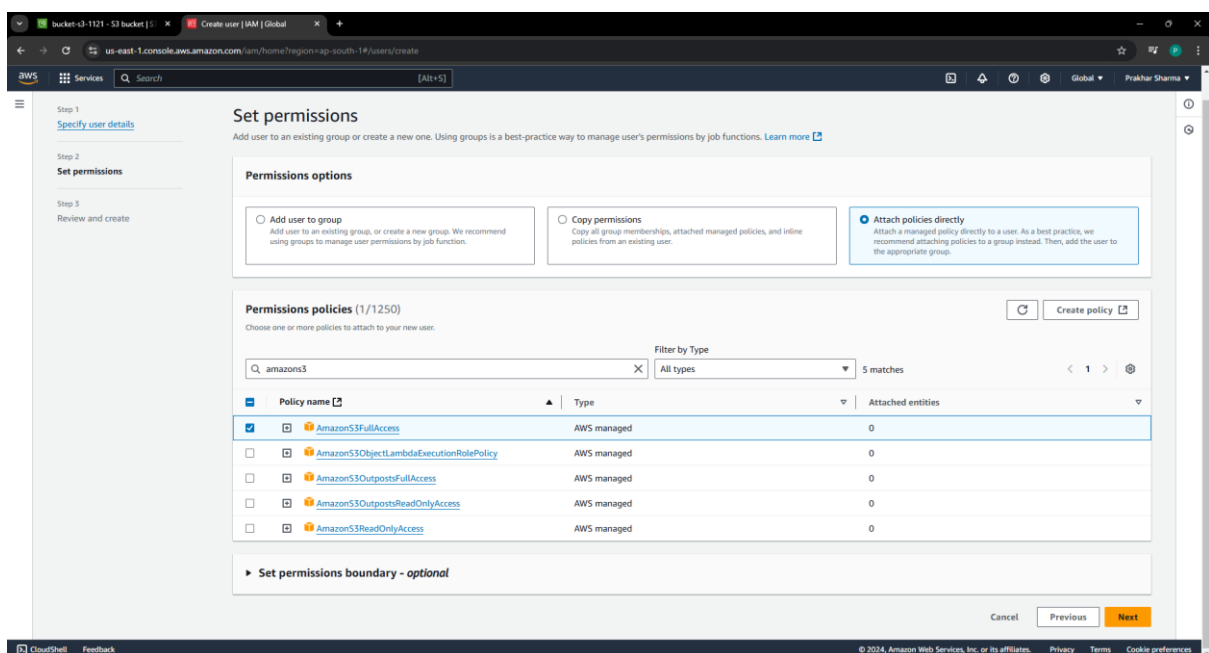 bucket-s3-1121 - S3 bucket | S3
Create user | IAM | Global
us-east-1.console.aws.amazon.com/iam/home?region=ap-south-1#/users/create
aws
Services
Search
[Alt+S]
Global
Prakhar Sharma
Step 1
Specify user details
Step 2
Set permissions
Step 3
Review and create
Set permissions
Add user to an existing group or create a new one. Using groups is a best-practice way to manage user's permissions by job functions. Learn more
Permissions options
Add user to group
Add user to an existing group, or create a new group. We recommend
using groups to manage user permissions by job function.
Copy permissions
Copy all group memberships, attached managed policies, and inline
policies from an existing user.
Attach policies directly
Attach a managed policy directly to a user. As a best practice, we
recommend attaching policies to a group instead. Then, add the user to
the appropriate group.
Permissions policies (1/1250)
Choose one or more policies to attach to your new user.
Create policy
Filter by Type
amazons3
All types
5 matches
1
Policy name
Type
Attached entities
AmazonS3FullAccess
AWS managed
0
AmazonS3ObjectLambdaExecutionRolePolicy
AWS managed
0
AmazonS3OutpostsFullAccess
AWS managed
0
AmazonS3OutpostsReadOnlyAccess
AWS managed
0
AmazonS3ReadOnlyAccess
AWS managed
0
Set permissions boundary - optional
Cancel
Previous
Next
CloudShell
Feedback
© 2024, Amazon Web Services, Inc. or its affiliates.
Privacy
Terms
Cookie preferences